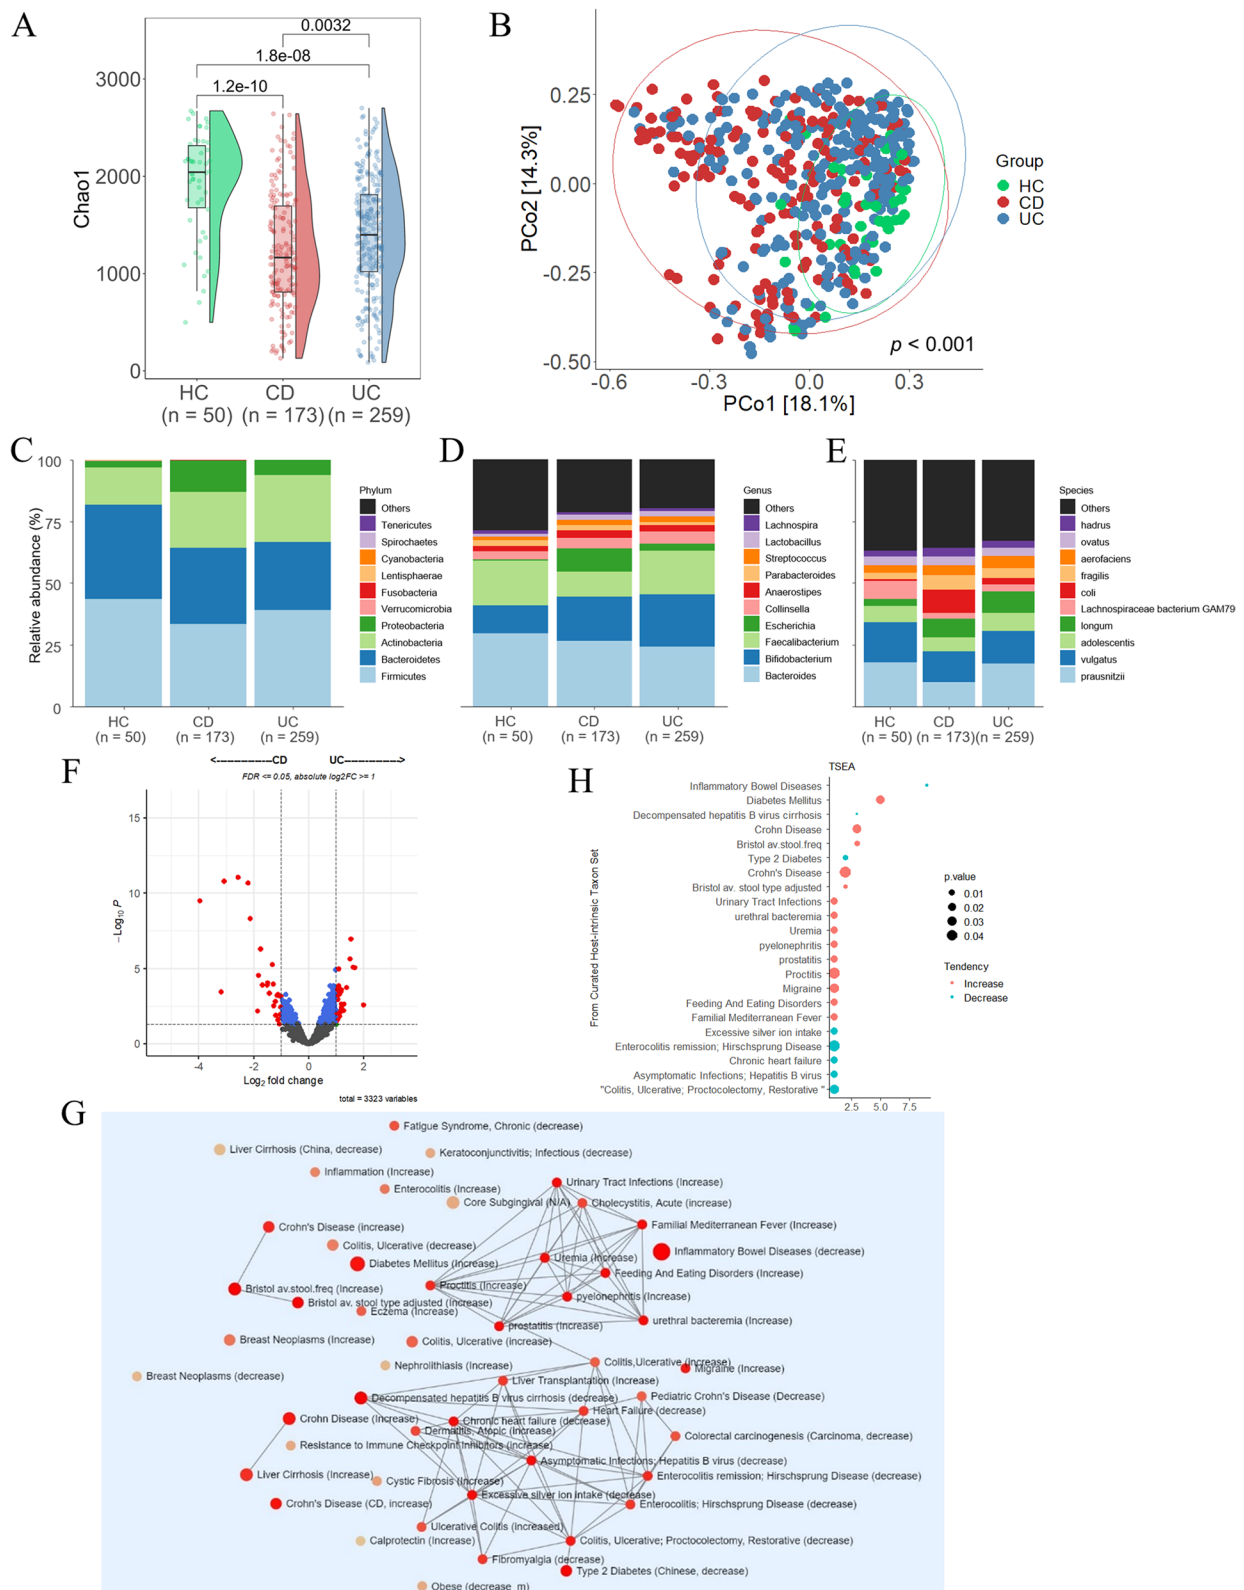 A
0.0032
1.8e-08
1.2e-10
3000
2000
1000
0
Chao1
HC
CD
UC
(n = 50)
(n = 173)
(n = 259)
B
0.25
0.00
-0.25
-0.50
PCo2 [14.3%]
-0.6
-0.3
0.0
0.3
PCo1 [18.1%]
p < 0.001
Group
HC
CD
UC
C
100
75
50
25
0
Relative abundance (%)
HC
CD
UC
(n = 50)
(n = 173)
(n = 259)
Phylum
Others
Tenericutes
Spirochaetes
Cyanobacteria
Lentisphaerae
Fusobacteria
Verrucomicrobia
Proteobacteria
Actinobacteria
Bacteroidetes
Firmicutes
D
HC
CD
UC
(n = 50)
(n = 173)
(n = 259)
Genus
Others
Lachnospira
Lactobacillus
Streptococcus
Parabacteroides
Anaerostipes
Collinsella
Escherichia
Faecalibacterium
Bifidobacterium
Bacteroides
E
HC
CD
UC
(n = 50)
(n = 173)
(n = 259)
Species
Others
hadrus
ovatus
aerofaciens
fragilis
coli
Lachnospiraceae bacterium GAM79
longum
adolescentis
vulgatus
prausnitzii
F
<----------------CD
UC---------------->
FDR <= 0.05, absolute log2FC >= 1
15
10
5
0
−Log10 P
-4
-2
0
2
Log2 fold change
total = 3323 variables
H
TSEA
Inflammatory Bowel Diseases
Diabetes Mellitus
Decompensated hepatitis B virus cirrhosis
Crohn Disease
Bristol av.stool.freq
Type 2 Diabetes
Crohn's Disease
Bristol av. stool type adjusted
Urinary Tract Infections
urethral bacteremia
Uremia
pyelonephritis
prostatitis
Proctitis
Migraine
Feeding And Eating Disorders
Familial Mediterranean Fever
Excessive silver ion intake
Enterocolitis remission; Hirschsprung Disease
Chronic heart failure
Asymptomatic Infections; Hepatitis B virus
"Colitis, Ulcerative; Proctocolectomy, Restorative "
From Curated Host-intrinsic Taxon Set
2.5
5.0
7.5
p.value
0.01
0.02
0.03
0.04
Tendency
Increase
Decrease
G
Fatigue Syndrome, Chronic (decrease)
Liver Cirrhosis (China, decrease)
Keratoconjunctivitis; Infectious (decrease)
Inflammation (Increase)
Urinary Tract Infections (Increase)
Enterocolitis (Increase)
Core Subgingival (N/A)
Cholecystitis, Acute (increase)
Crohn's Disease (increase)
Familial Mediterranean Fever (Increase)
Colitis, Ulcerative (decrease)
Inflammatory Bowel Diseases (decrease)
Uremia (Increase)
Diabetes Mellitus (Increase)
Feeding And Eating Disorders (Increase)
Proctitis (Increase)
Bristol av.stool.freq (Increase)
pyelonephritis (Increase)
Bristol av. stool type adjusted (Increase)
Eczema (Increase)
urethral bacteremia (Increase)
prostatitis (Increase)
Breast Neoplasms (Increase)
Colitis, Ulcerative (increase)
Colitis,Ulcerative (Increase)
Nephrolithiasis (Increase)
Migraine (Increase)
Breast Neoplasms (decrease)
Liver Transplantation (Increase)
Decompensated hepatitis B virus cirrhosis (decrease)
Pediatric Crohn's Disease (Decrease)
Heart Failure (decrease)
Crohn Disease (Increase)
Chronic heart failure (decrease)
Dermatitis, Atopic (Increase)
Colorectal carcinogenesis (Carcinoma, decrease)
Resistance to Immune Checkpoint Inhibitors (increase)
Asymptomatic Infections; Hepatitis B virus (decrease)
Liver Cirrhosis (Increase)
Cystic Fibrosis (Increase)
Enterocolitis remission; Hirschsprung Disease (decrease)
Excessive silver ion intake (decrease)
Crohn's Disease (CD, increase)
Enterocolitis; Hirschsprung Disease (decrease)
Ulcerative Colitis (increased)
Calprotectin (Increase)
Colitis, Ulcerative; Proctocolectomy, Restorative (decrease)
Fibromyalgia (decrease)
Type 2 Diabetes (Chinese, decrease)
Obese (decrease_m)